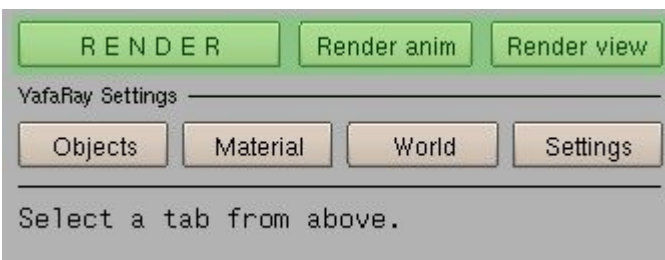 RENDER Render anim Render view
YafaRay Settings
Objects Material World Settings
Select a tab from above.